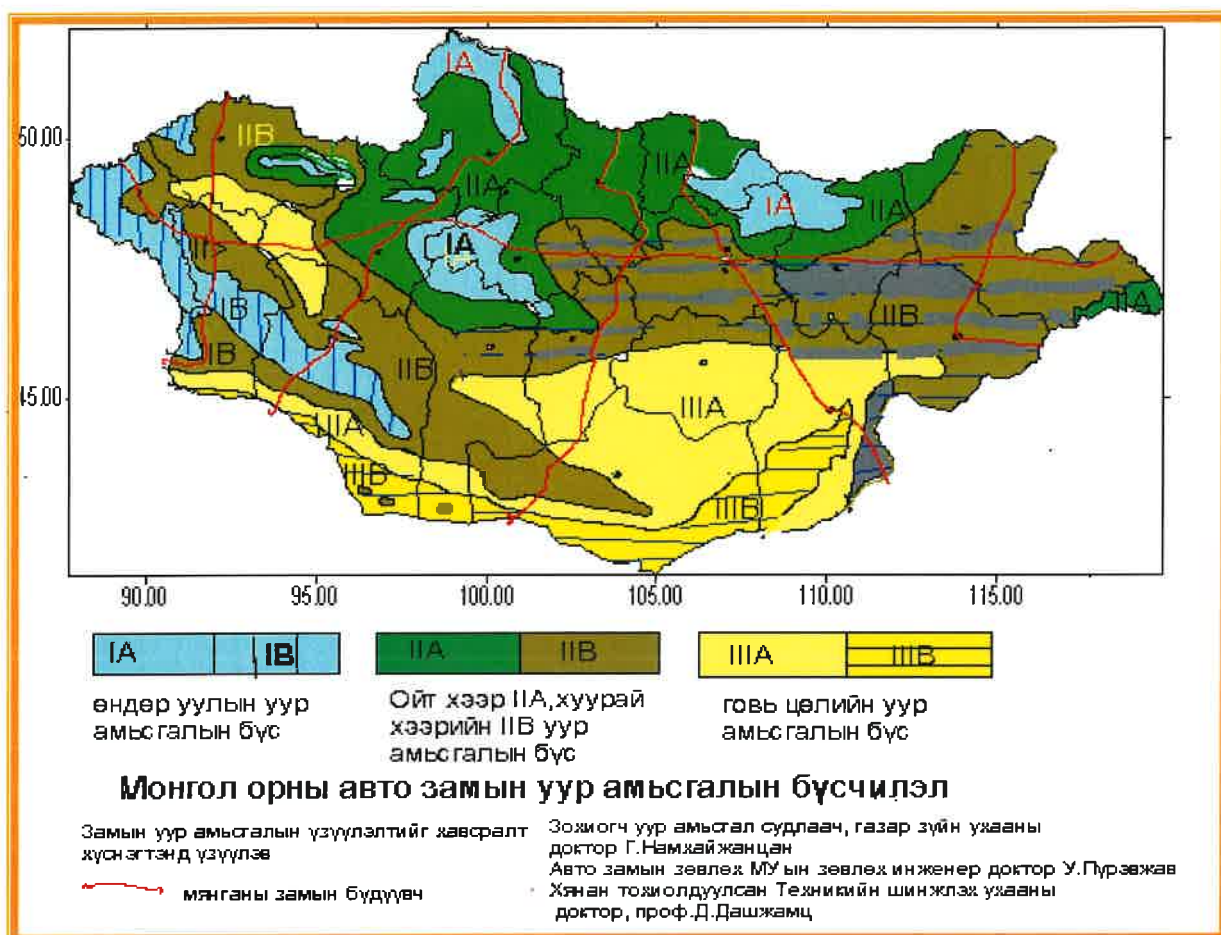 IA
50.00
IIB
IIA
IIA
IA
IIA
IA
IIA
IB
IIB
IIB
IIB
45.00
IIIA
IIIA
IIIB
IIIB
90.00 95.00 100.00 105.00 110.00 115.00
IA IB IIA IIB IIIA IIIB
өндөр уулын уур
амьсгалын бүс
Ойт хээр IIA,хуурай
хээрийн IIB уур
амьсгалын бүс
говь цөлийн уур
амьсгалын бүс
Монгол орны авто замын уур амьсгалын бүсчилэл
Замын уур амьсгалын үзүүлэлтийг хавсралт
хүснэгтэнд үзүүлэв
мянганы замын бүдүүвч
Зохиогч уур амьстал судлаач, газар зүйн ухааны
доктор Г.Намхайжанцан
Авто замын зөвлөх МУ ын зөвлөх инженер доктор У.Пүрэвжав
Хянан тохиолдуулсан Техникийн шинжлэх ухааны
доктор, проф.Д.Дашжамц